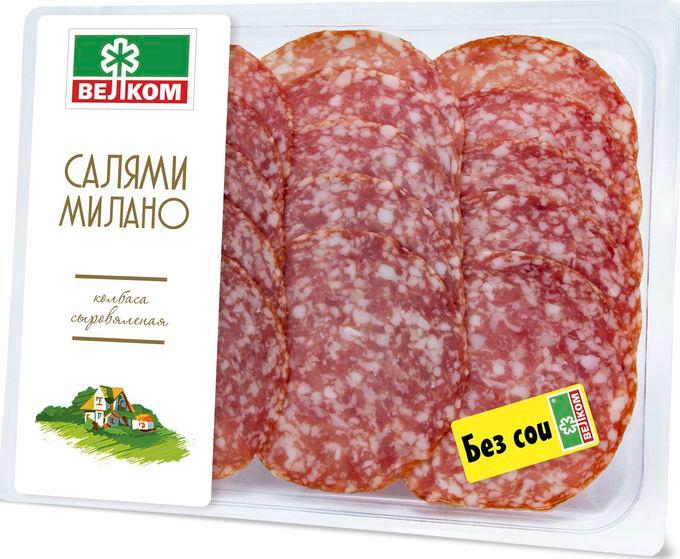 ВЕЛКОМ
САЛЯМИ
МИЛАНО
колбаса
сыровяленая
Без сои
ВЕЛКОМ